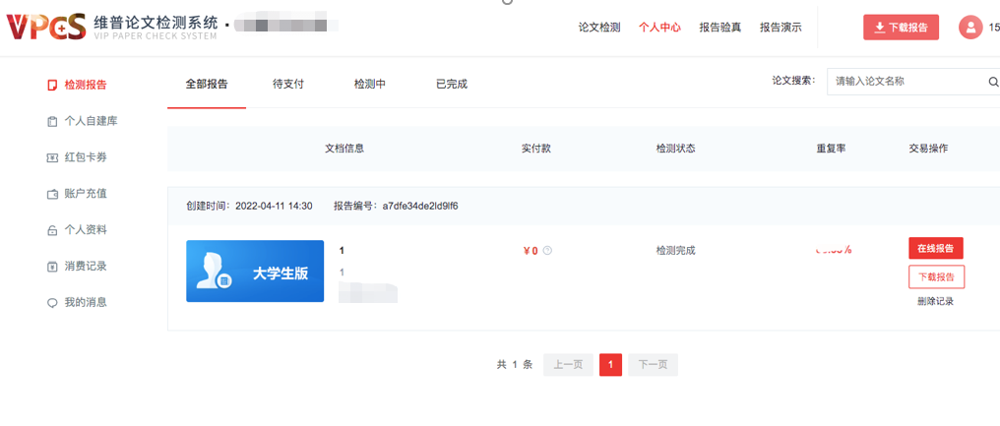 VPCS 维普论文检测系统 ·
VIP PAPER CHECK SYSTEM
论文检测 个人中心 报告验真 报告演示 下载报告 15
检测报告
个人自建库
红包卡券
账户充值
个人资料
消费记录
我的消息
全部报告 待支付 检测中 已完成 论文搜索： 请输入论文名称
文档信息 实付款 检测状态 重复率 交易操作
创建时间：2022-04-11 14:30 报告编号：a7dfe34de2ld9lf6
大学生版
1
1
￥0
检测完成
在线报告
下载报告
删除记录
共 1 条 上一页 1 下一页